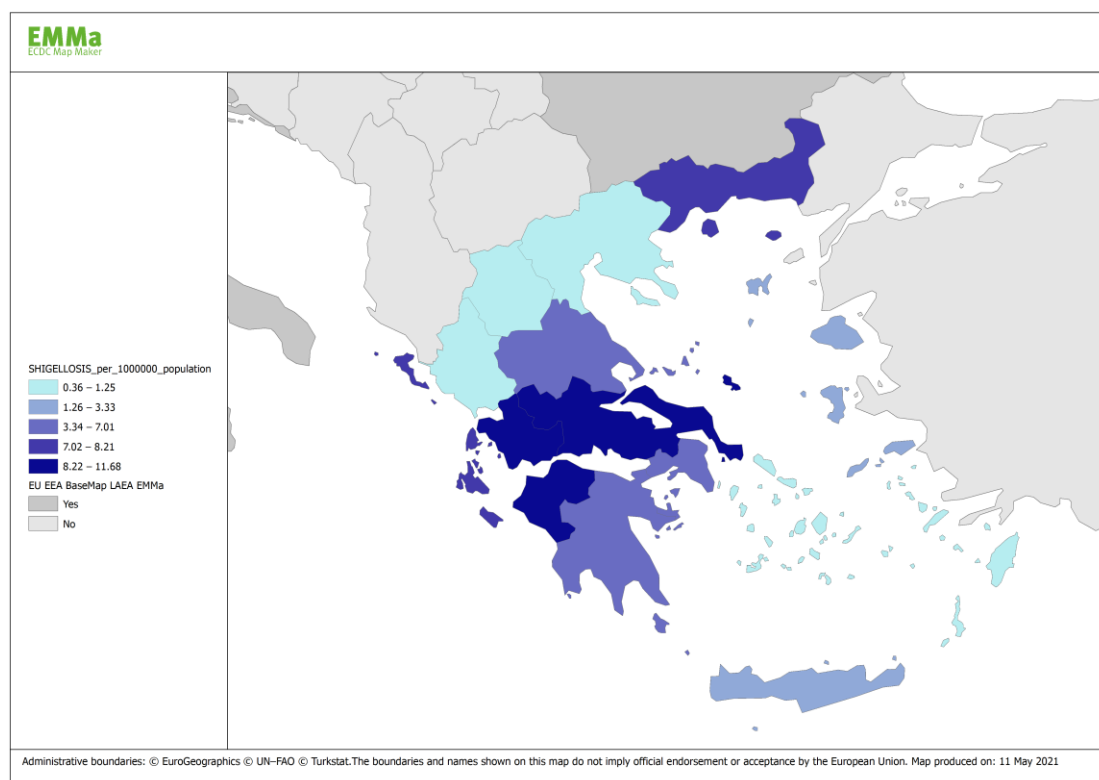 EMMa
ECDC Map Maker
SHIGELLOSIS_per_1000000_population
0.36 – 1.25
1.26 – 3.33
3.34 – 7.01
7.02 – 8.21
8.22 – 11.68
EU EEA BaseMap LAEA EMMa
Yes
No
Administrative boundaries: © EuroGeographics © UN–FAO © Turkstat.The boundaries and names shown on this map do not imply official endorsement or acceptance by the European Union. Map produced on: 11 May 2021